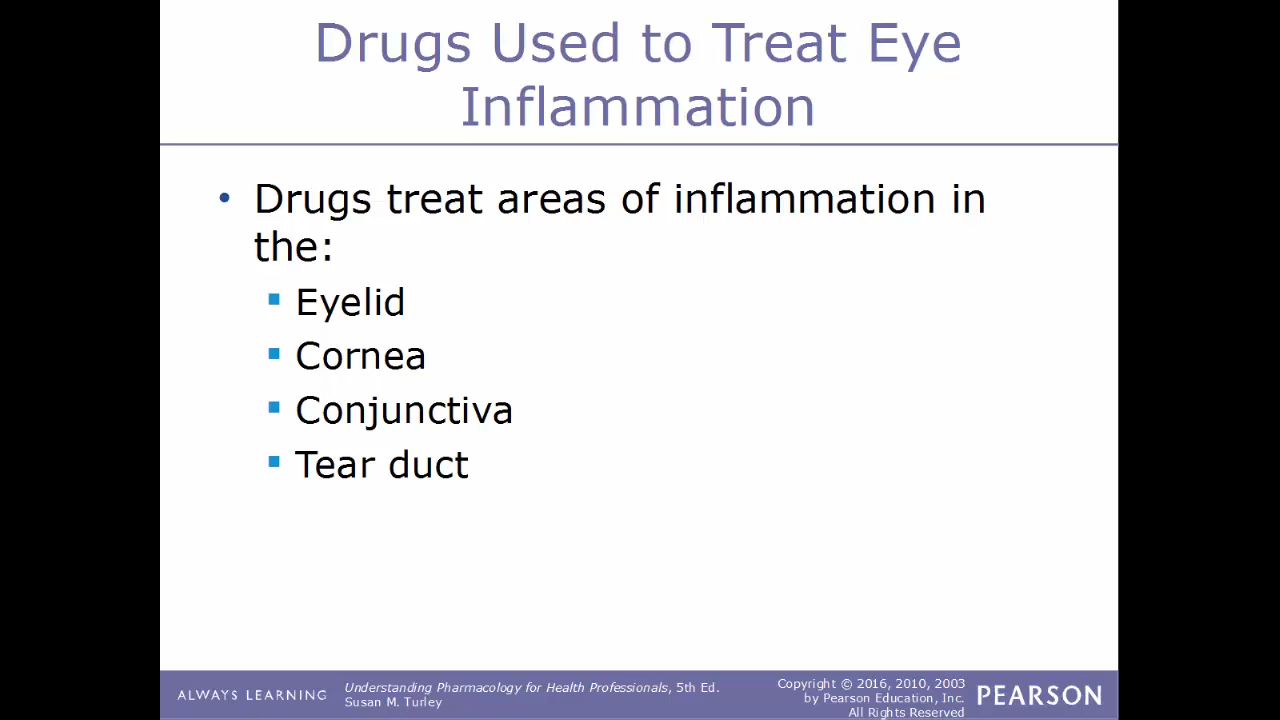 Drugs Used to Treat Eye
Inflammation
• Drugs treat areas of inflammation in
the:
▪ Eyelid
▪ Cornea
▪ Conjunctiva
▪ Tear duct
ALWAYS LEARNING
Understanding Pharmacology for Health Professionals, 5th Ed.
Susan M. Turley
Copyright © 2016, 2010, 2003
by Pearson Education, Inc.
All Rights Reserved
PEARSON